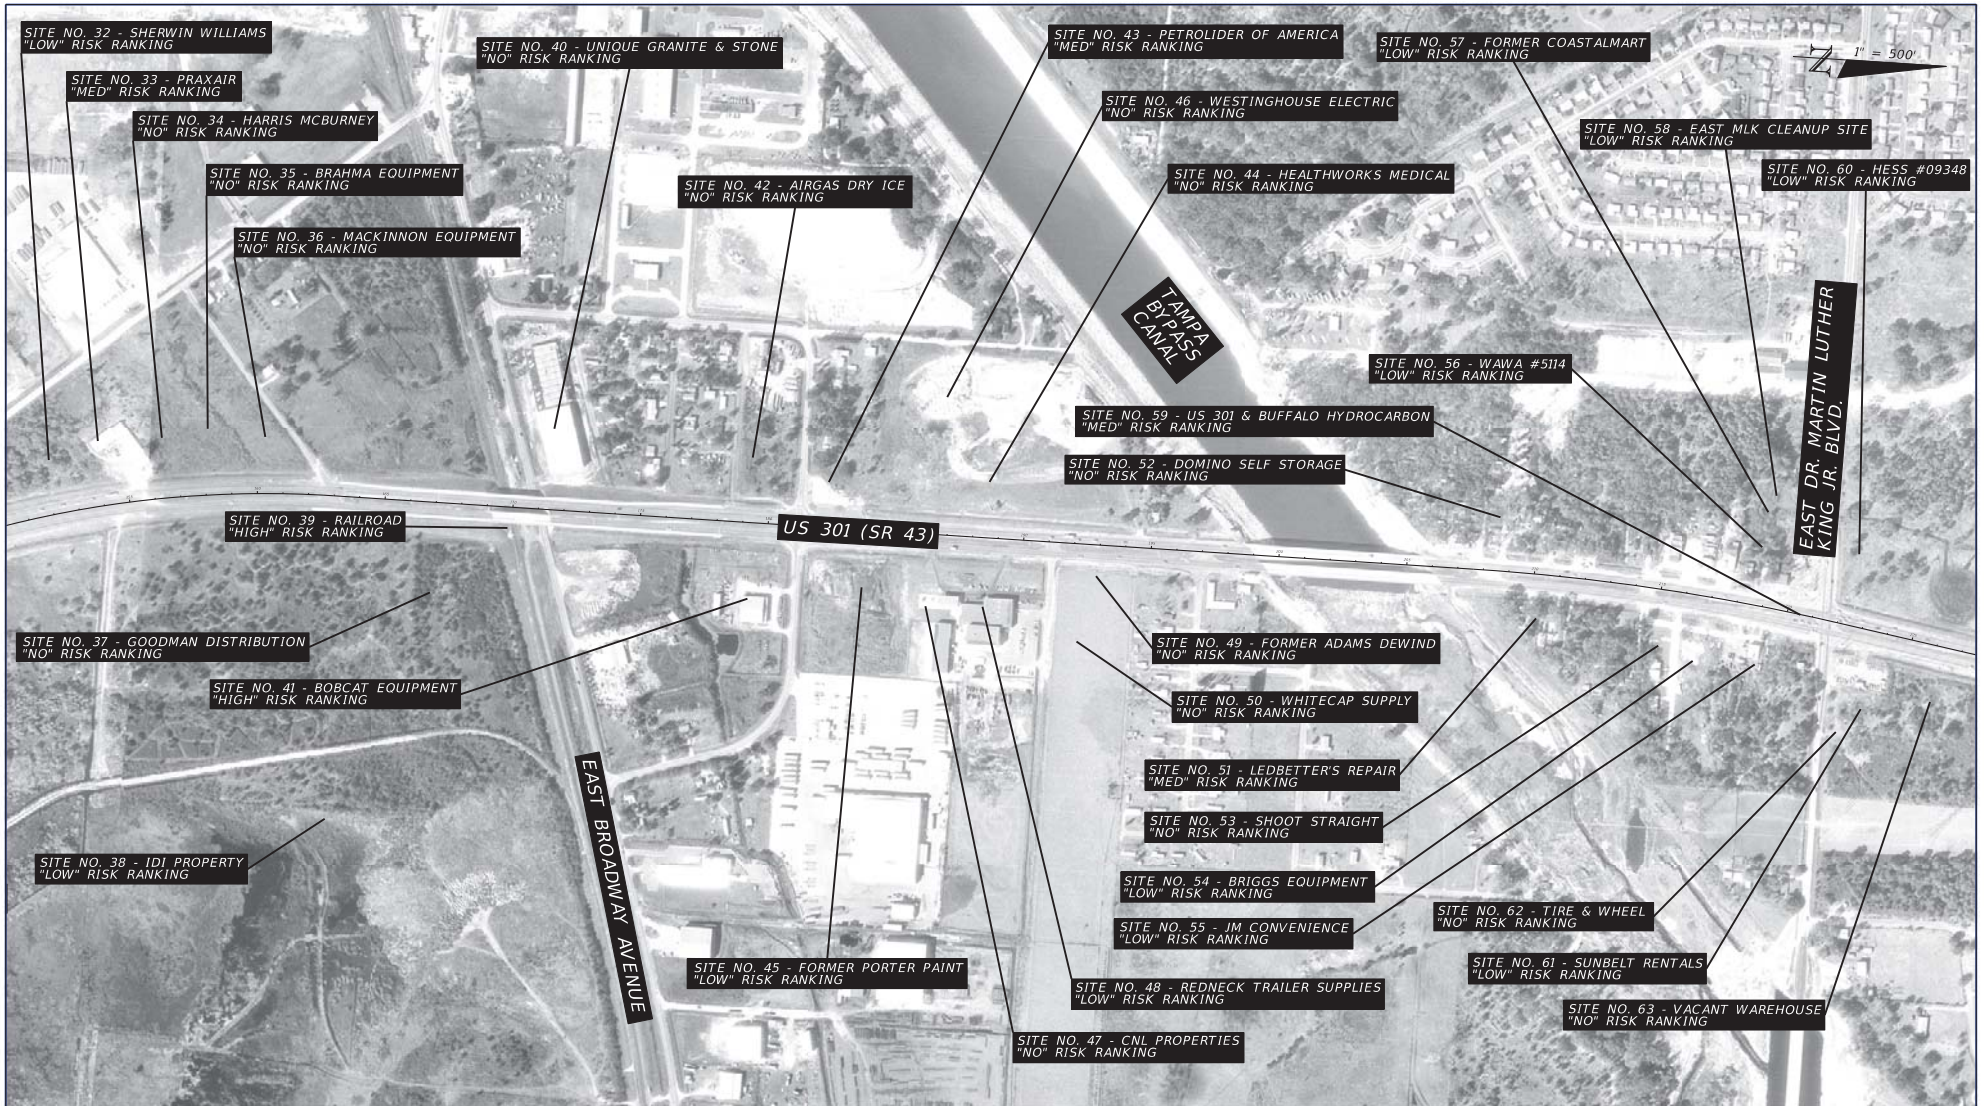 SITE NO. 32 - SHERWIN WILLIAMS
"LOW" RISK RANKING
SITE NO. 33 - PRAXAIR
"MED" RISK RANKING
SITE NO. 34 - HARRIS MCBURNEY
"NO" RISK RANKING
SITE NO. 35 - BRAHMA EQUIPMENT
"NO" RISK RANKING
SITE NO. 36 - MACKINNON EQUIPMENT
"NO" RISK RANKING
SITE NO. 40 - UNIQUE GRANITE & STONE
"NO" RISK RANKING
SITE NO. 42 - AIRGAS DRY ICE
"NO" RISK RANKING
SITE NO. 43 - PETROLIDER OF AMERICA
"MED" RISK RANKING
SITE NO. 46 - WESTINGHOUSE ELECTRIC
"NO" RISK RANKING
SITE NO. 44 - HEALTHWORKS MEDICAL
"NO" RISK RANKING
SITE NO. 57 - FORMER COASTALMART
"LOW" RISK RANKING
N
1" = 500'
SITE NO. 58 - EAST MLK CLEANUP SITE
"LOW" RISK RANKING
SITE NO. 60 - HESS #09348
"LOW" RISK RANKING
TAMPA
BYPASS
CANAL
SITE NO. 56 - WAWA #5114
"LOW" RISK RANKING
SITE NO. 59 - US 301 & BUFFALO HYDROCARBON
"MED" RISK RANKING
SITE NO. 52 - DOMINO SELF STORAGE
"NO" RISK RANKING
EAST DR. MARTIN LUTHER
KING JR. BLVD.
US 301 (SR 43)
SITE NO. 39 - RAILROAD
"HIGH" RISK RANKING
SITE NO. 37 - GOODMAN DISTRIBUTION
"NO" RISK RANKING
SITE NO. 41 - BOBCAT EQUIPMENT
"HIGH" RISK RANKING
SITE NO. 38 - IDI PROPERTY
"LOW" RISK RANKING
EAST BROADWAY AVENUE
SITE NO. 49 - FORMER ADAMS DEWIND
"NO" RISK RANKING
SITE NO. 50 - WHITECAP SUPPLY
"NO" RISK RANKING
SITE NO. 51 - LEDBETTER'S REPAIR
"MED" RISK RANKING
SITE NO. 53 - SHOOT STRAIGHT
"NO" RISK RANKING
SITE NO. 54 - BRIGGS EQUIPMENT
"LOW" RISK RANKING
SITE NO. 55 - JM CONVENIENCE
"LOW" RISK RANKING
SITE NO. 45 - FORMER PORTER PAINT
"LOW" RISK RANKING
SITE NO. 48 - REDNECK TRAILER SUPPLIES
"LOW" RISK RANKING
SITE NO. 47 - CNL PROPERTIES
"NO" RISK RANKING
SITE NO. 62 - TIRE & WHEEL
"NO" RISK RANKING
SITE NO. 61 - SUNBELT RENTALS
"LOW" RISK RANKING
SITE NO. 63 - VACANT WAREHOUSE
"NO" RISK RANKING